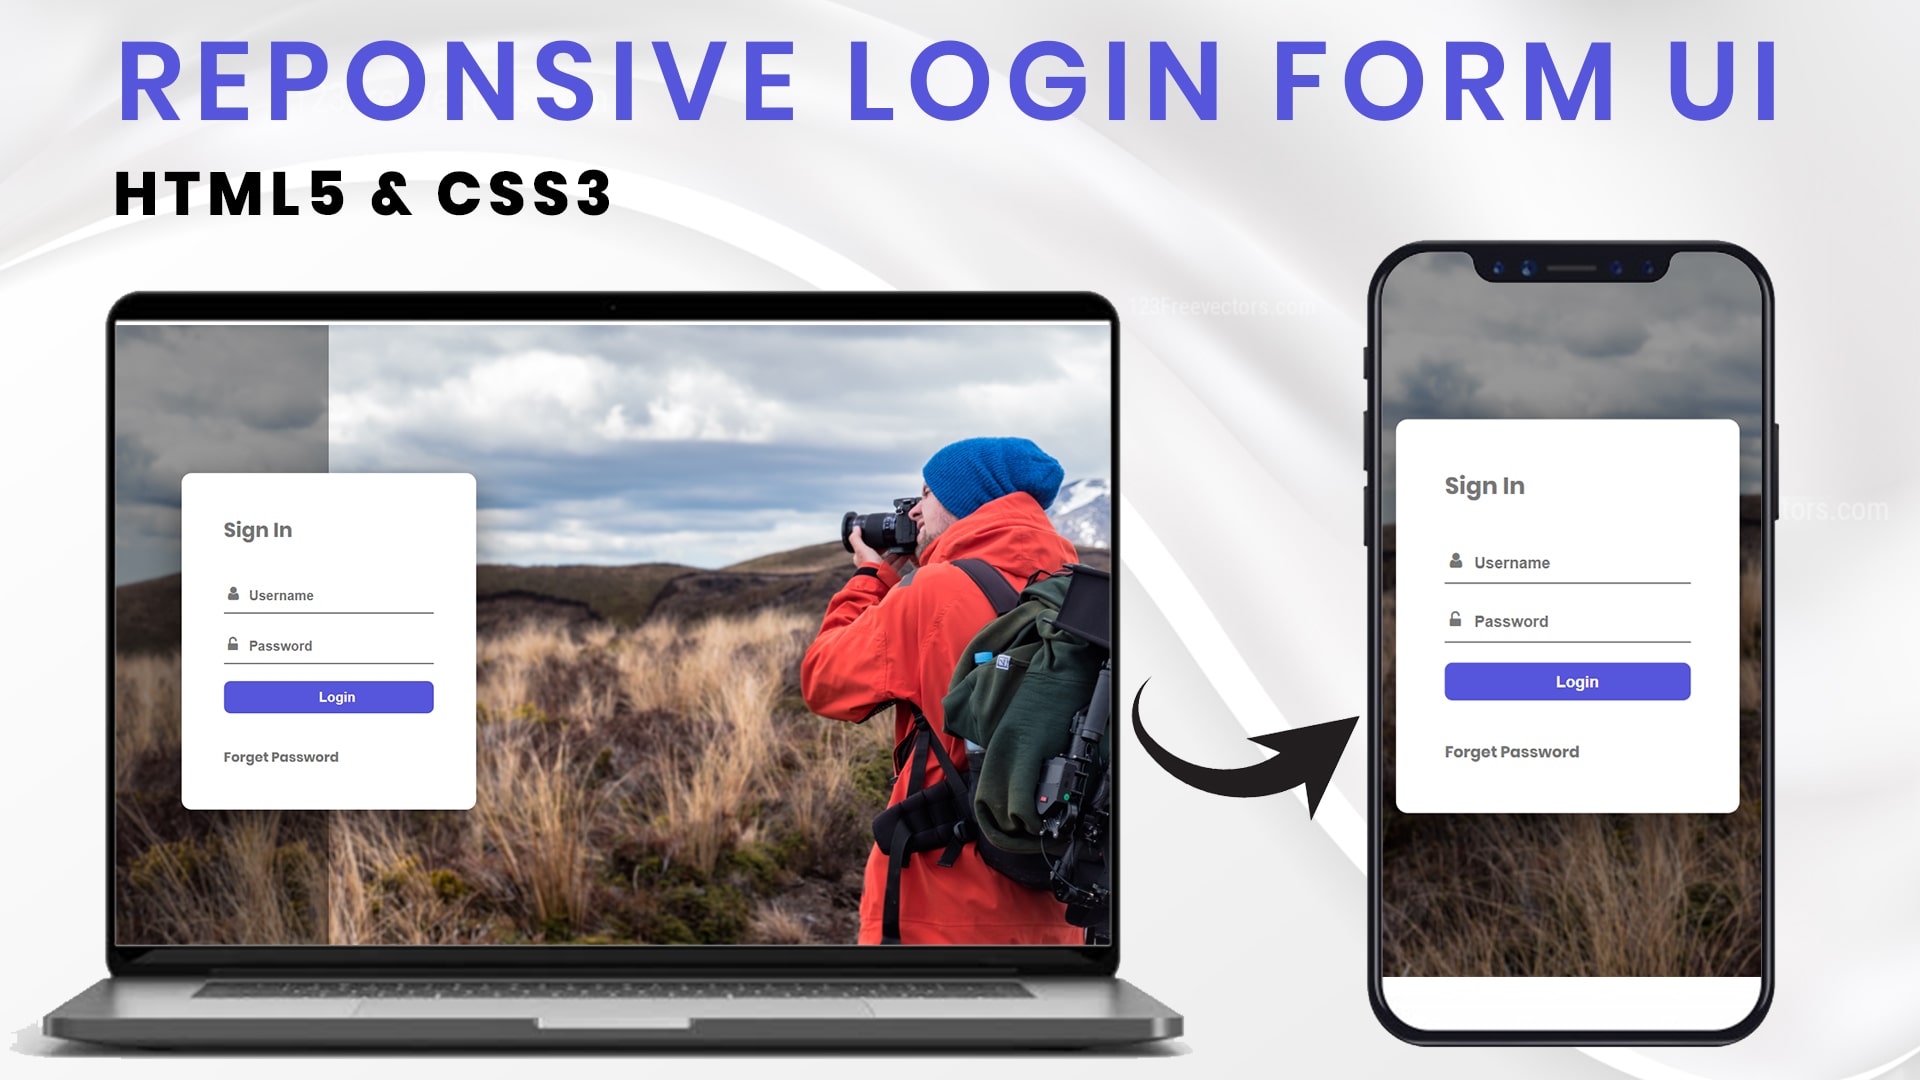 REPONSIVE LOGIN FORM UI
HTML5 & CSS3
123Freevectors.com
Sign In
Username
Password
Login
Forget Password
Sign In
Username
Password
Login
Forget Password
tors.com